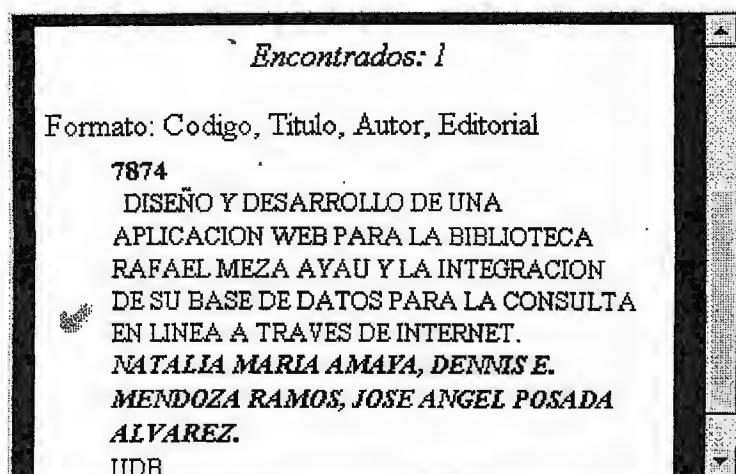 Encontrados: 1
Formato: Codigo, Titulo, Autor, Editorial
7874
DISEÑO Y DESARROLLO DE UNA
APLICACION WEB PARA LA BIBLIOTECA
RAFAEL MEZA AYAU Y LA INTEGRACION
DE SU BASE DE DATOS PARA LA CONSULTA
EN LINEA A TRAVES DE INTERNET.
NATALIA MARIA AMAYA, DENNIS E.
MENDOZA RAMOS, JOSE ANGEL POSADA
ALVAREZ.
UDB